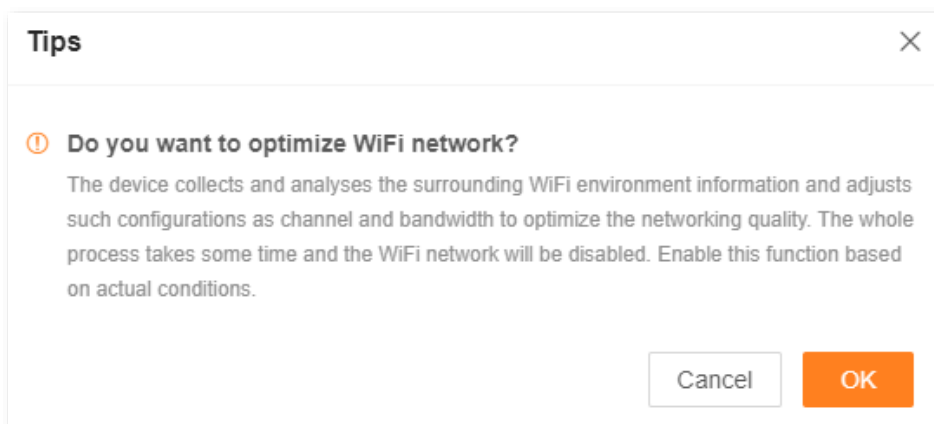 Tips
Do you want to optimize WiFi network?
The device collects and analyses the surrounding WiFi environment information and adjusts
such configurations as channel and bandwidth to optimize the networking quality. The whole
process takes some time and the WiFi network will be disabled. Enable this function based
on actual conditions.
Cancel
OK